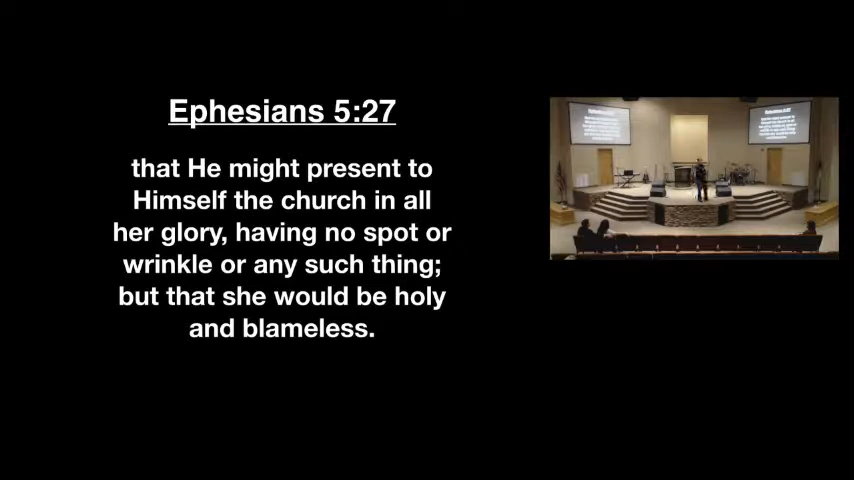 Ephesians 5:27
that He might present to
Himself the church in all
her glory, having no spot or
wrinkle or any such thing;
but that she would be holy
and blameless.